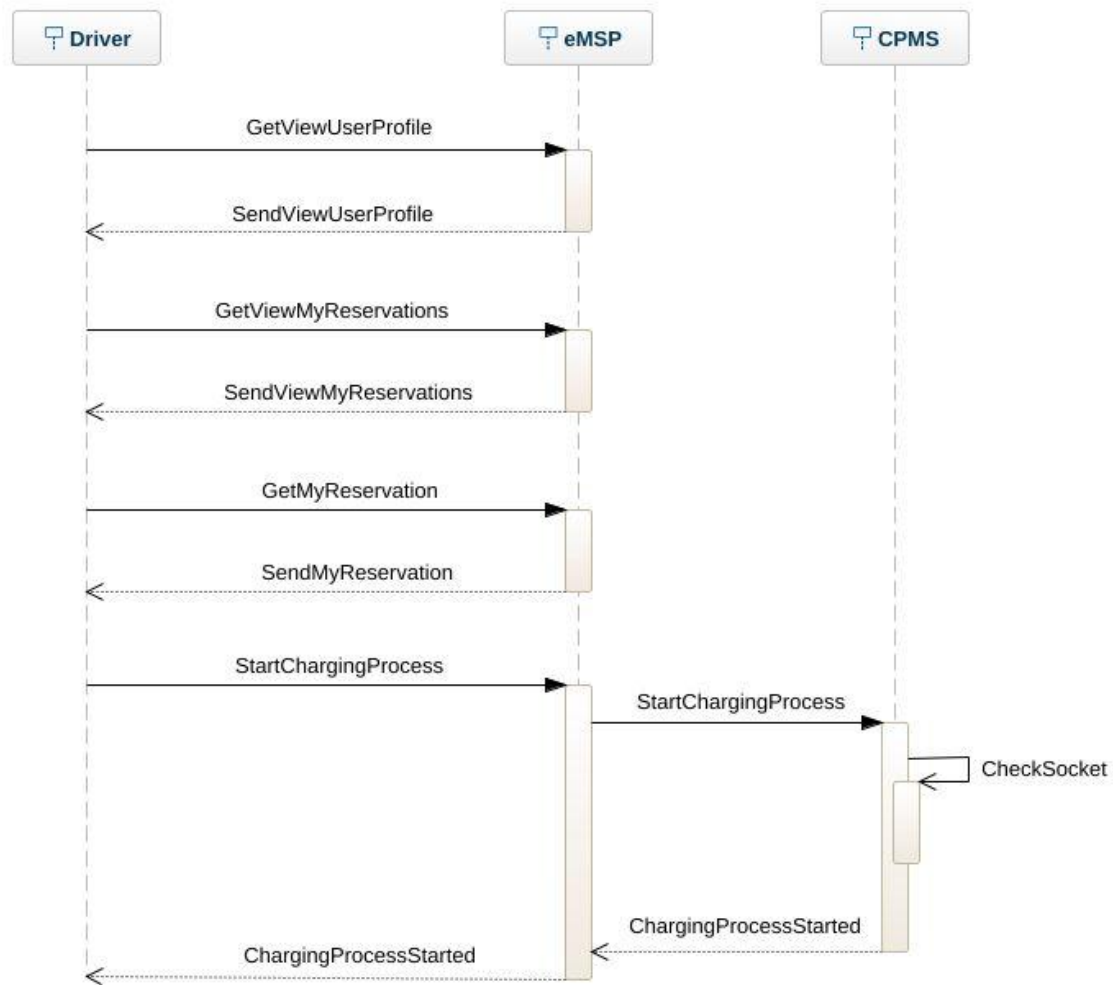 Driver
eMSP
CPMS
GetViewUserProfile
SendViewUserProfile
GetViewMyReservations
SendViewMyReservations
GetMyReservation
SendMyReservation
StartChargingProcess
StartChargingProcess
CheckSocket
ChargingProcessStarted
ChargingProcessStarted